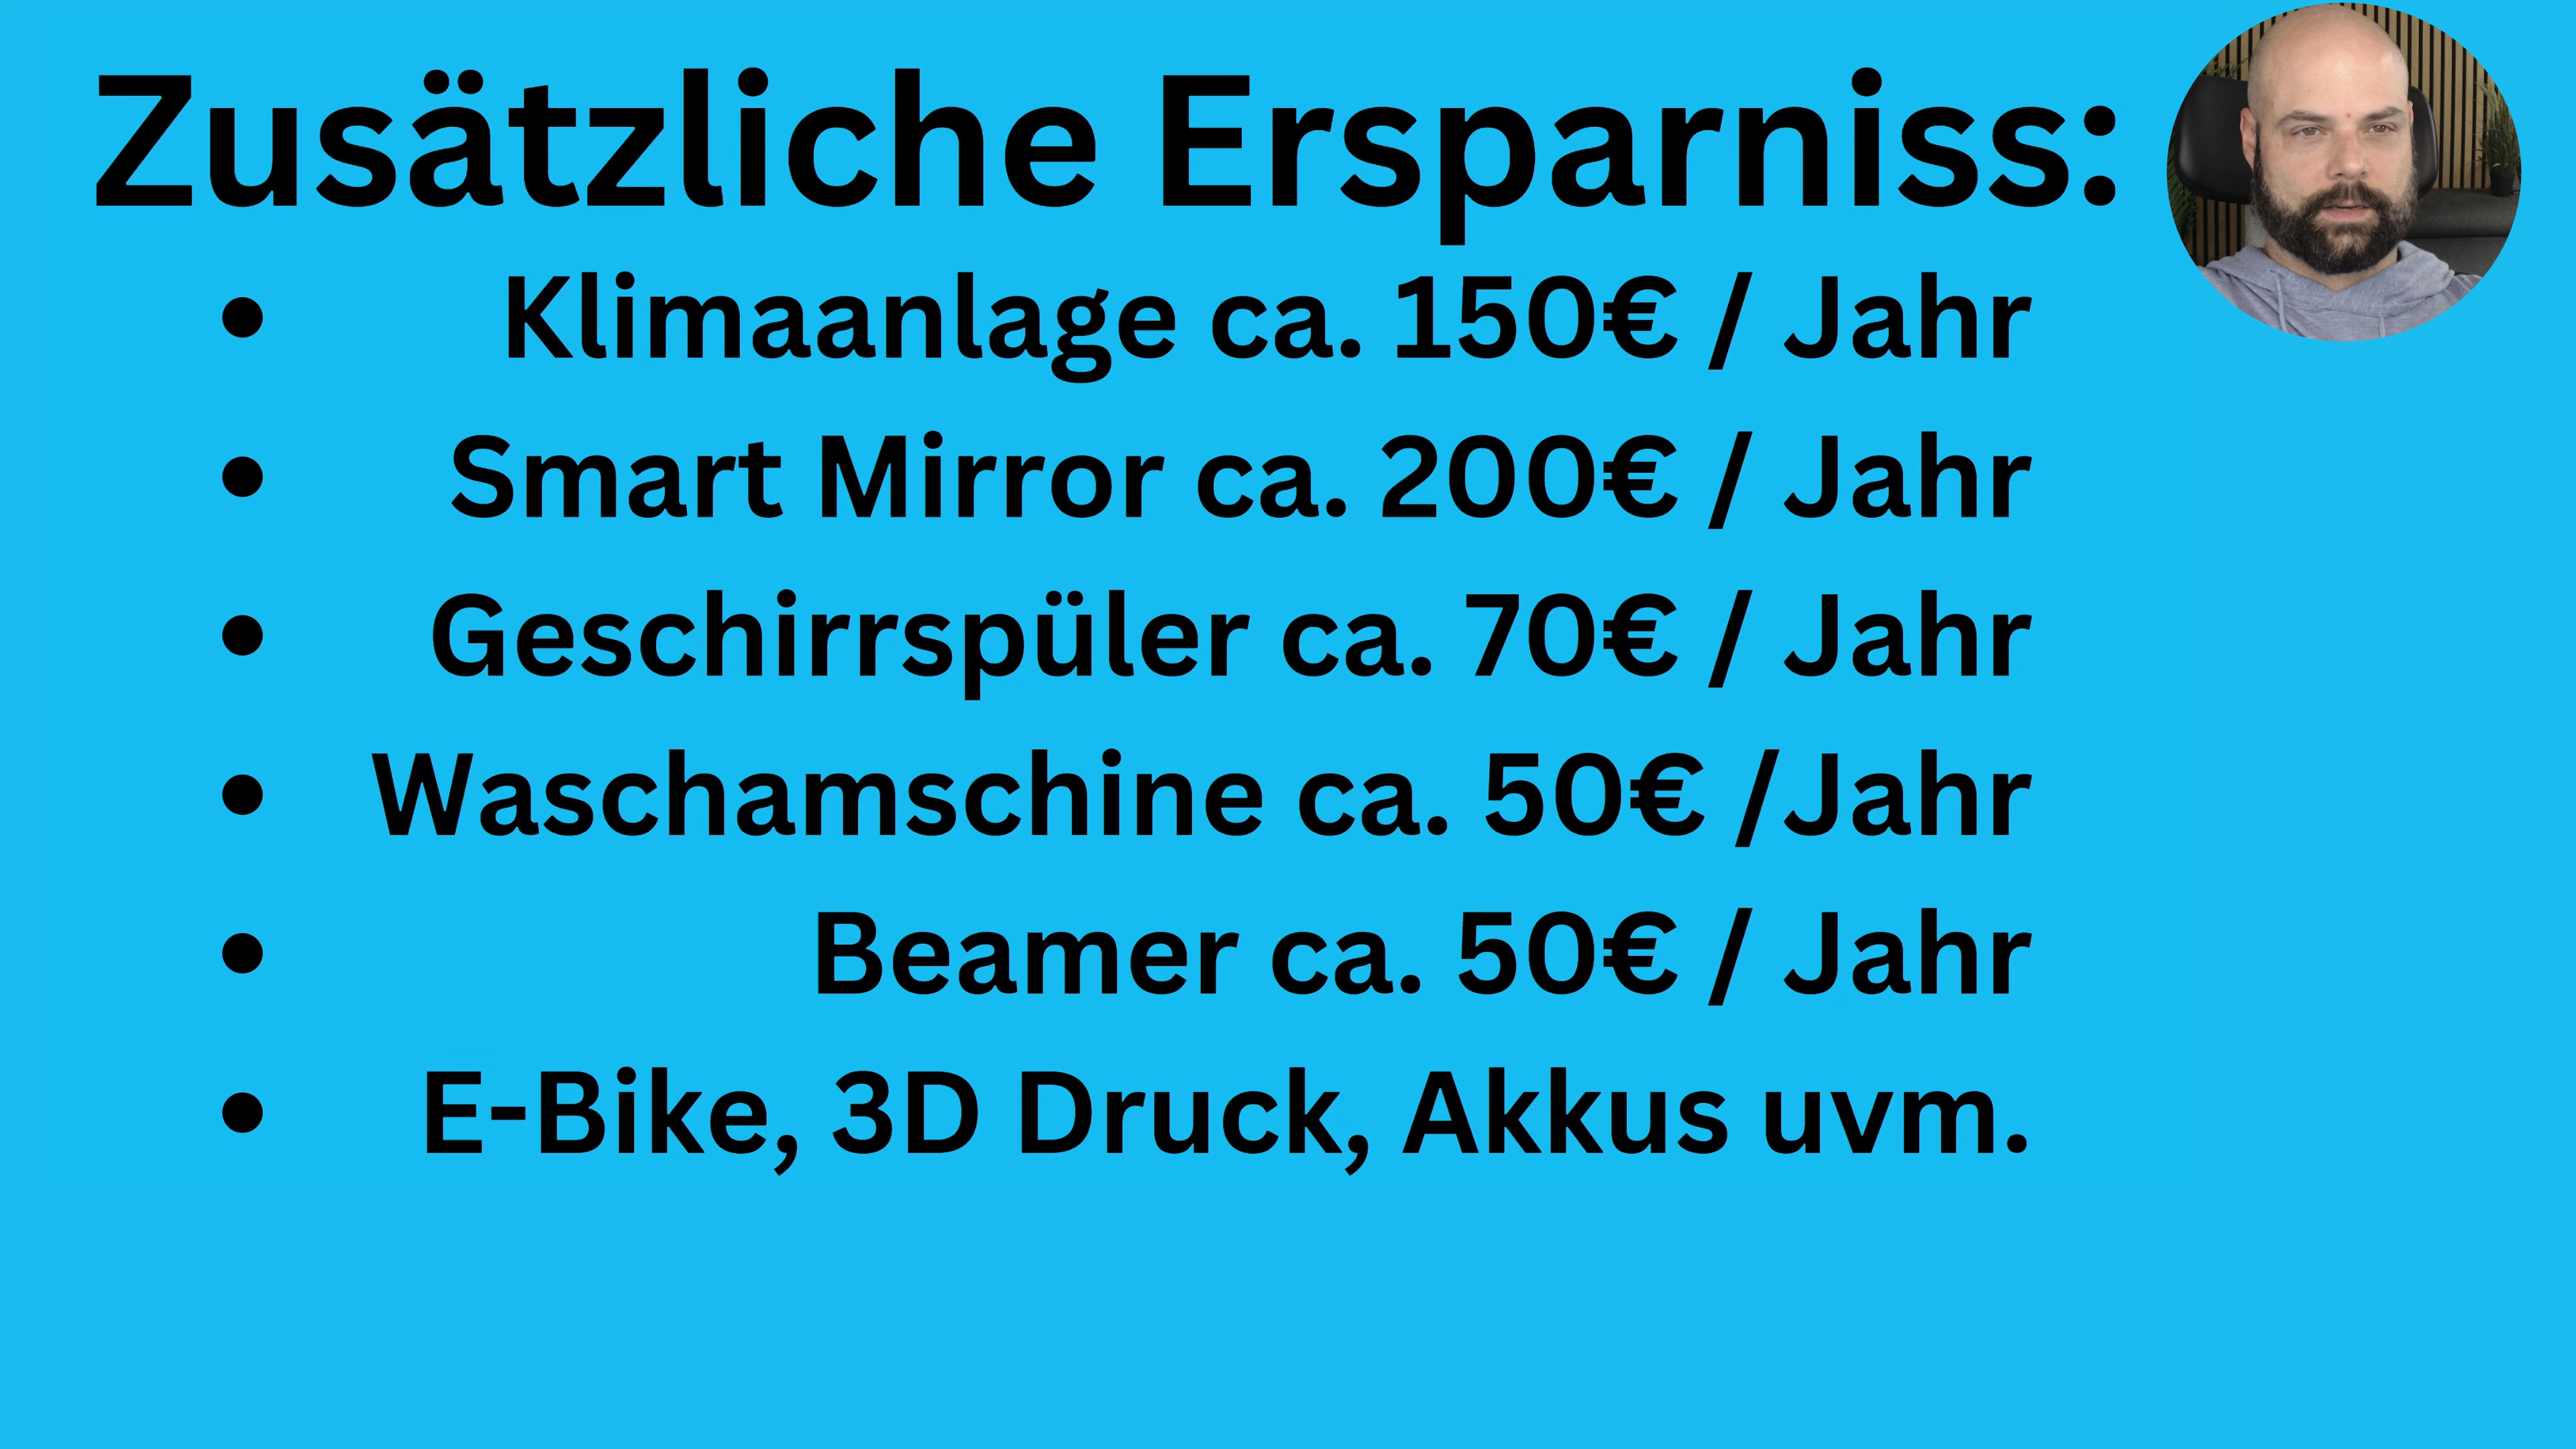 Zusätzliche Ersparniss:
• Klimaanlage ca. 150€ / Jahr
• Smart Mirror ca. 200€ / Jahr
• Geschirrspüler ca. 70€ / Jahr
• Waschamschine ca. 50€ /Jahr
• Beamer ca. 50€ / Jahr
• E-Bike, 3D Druck, Akkus uvm.